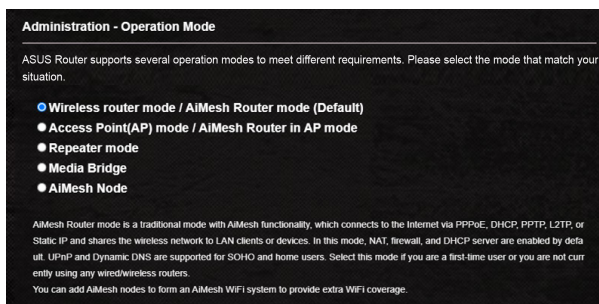 Administration - Operation Mode
ASUS Router supports several operation modes to meet different requirements. Please select the mode that match your
situation.
Wireless router mode / AiMesh Router mode (Default)
Access Point(AP) mode / AiMesh Router in AP mode
Repeater mode
Media Bridge
AiMesh Node
AiMesh Router mode is a traditional mode with AiMesh functionality, which connects to the Internet via PPPoE, DHCP, PPTP, L2TP, or
Static IP and shares the wireless network to LAN clients or devices. In this mode, NAT, firewall, and DHCP server are enabled by defa
ult. UPnP and Dynamic DNS are supported for SOHO and home users. Select this mode if you are a first-time user or you are not curr
ently using any wired/wireless routers.
You can add AiMesh nodes to form an AiMesh WiFi system to provide extra WiFi coverage.